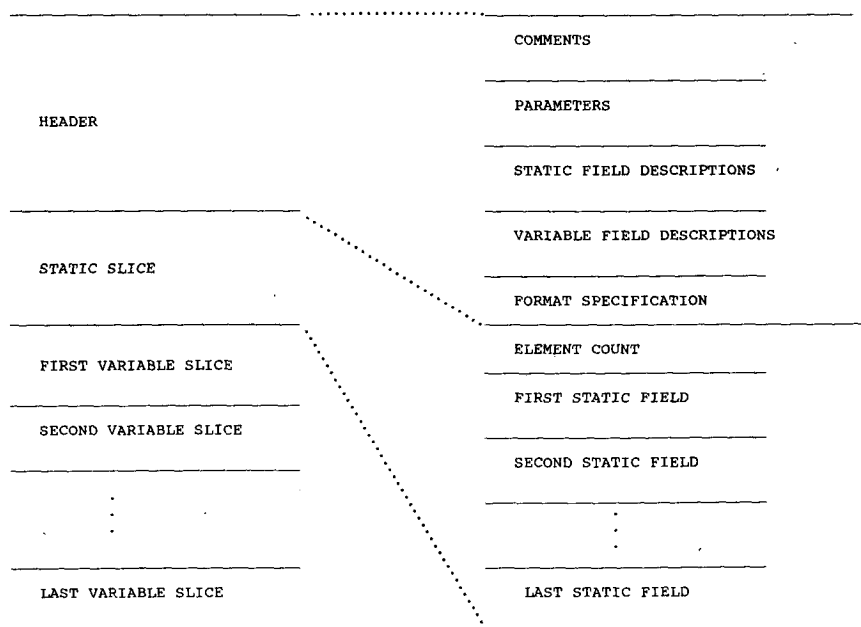 HEADER
STATIC SLICE
FIRST VARIABLE SLICE
SECOND VARIABLE SLICE
LAST VARIABLE SLICE
COMMENTS
PARAMETERS
STATIC FIELD DESCRIPTIONS
VARIABLE FIELD DESCRIPTIONS
FORMAT SPECIFICATION
ELEMENT COUNT
FIRST STATIC FIELD
SECOND STATIC FIELD
LAST STATIC FIELD